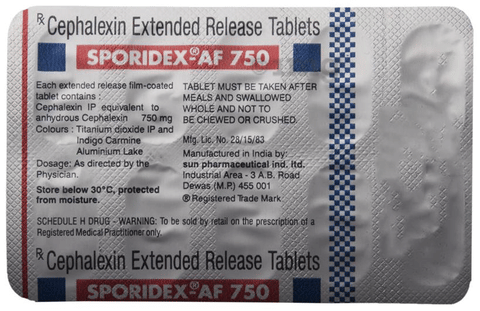 Rx Cephalexin Extended Release Tablets
SPORIDEX®-AF 750
Each extended release film-coated
tablet contains :
Cephalexin IP equivalent to
anhydrous Cephalexin 750 mg
Colours : Titanium dioxide IP and
Indigo Carmine
Aluminium Lake
Dosage: As directed by the
Physician.
Store below 30°C, protected
from moisture.
TABLET MUST BE TAKEN AFTER
MEALS AND SWALLOWED
WHOLE AND NOT TO
BE CHEWED OR CRUSHED.
Mfg. Lic. No. 28/15/83
Manufactured in India by:
sun pharmaceutical ind. ltd.
Industrial Area - 3 A.B. Road
Dewas (M.P.) 455 001
® Registered Trade Mark
SCHEDULE H DRUG - WARNING: To be sold by retail on the prescription of a
Registered Medical Practitioner only.
Rx Cephalexin Extended Release Tablets
SPORIDEX®-AF 750